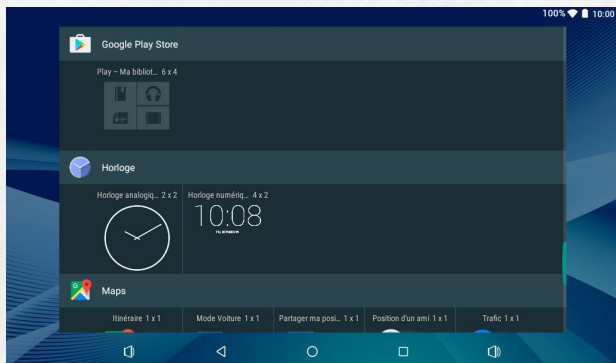 100% 10:00
Google Play Store
Play – Ma bibliot... 6 x 4
Horloge
Horloge analogiq... 2 x 2 Horloge numériq... 4 x 2
10:08
Maps
Itinéraire 1 x 1 Mode Voiture 1 x 1 Partager ma posi... 1 x 1 Position d'un ami 1 x 1 Trafic 1 x 1